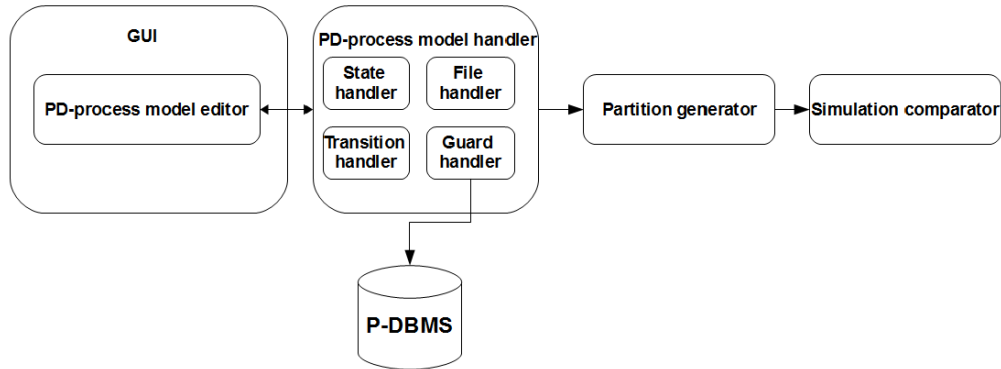 GUI
PD-process model editor
PD-process model handler
State
handler
File
handler
Transition
handler
Guard
handler
Partition generator
Simulation comparator
P-DBMS